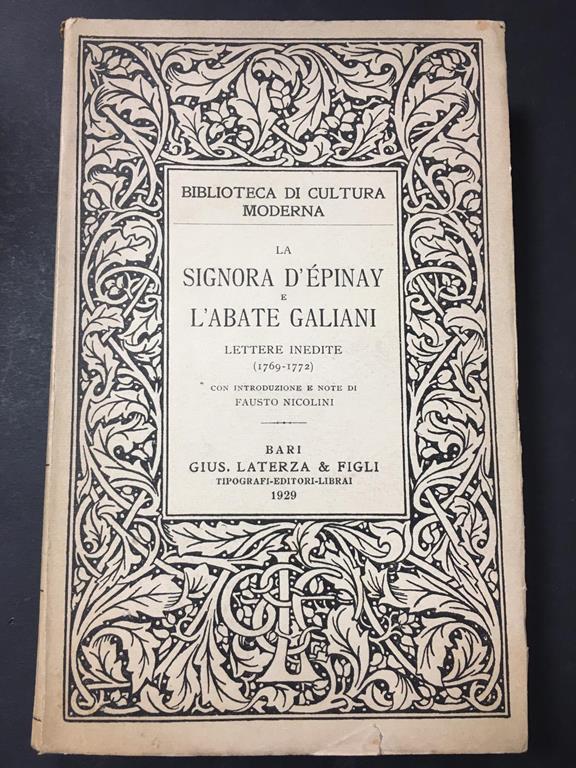 BIBLIOTECA DI CULTURA
MODERNA
LA
SIGNORA D'ÉPINAY
E
L'ABATE GALIANI
LETTERE INEDITE
(1769-1772)
CON INTRODUZIONE E NOTE DI
FAUSTO NICOLINI
BARI
GIUS. LATERZA & FIGLI
TIPOGRAFI-EDITORI-LIBRAI
1929